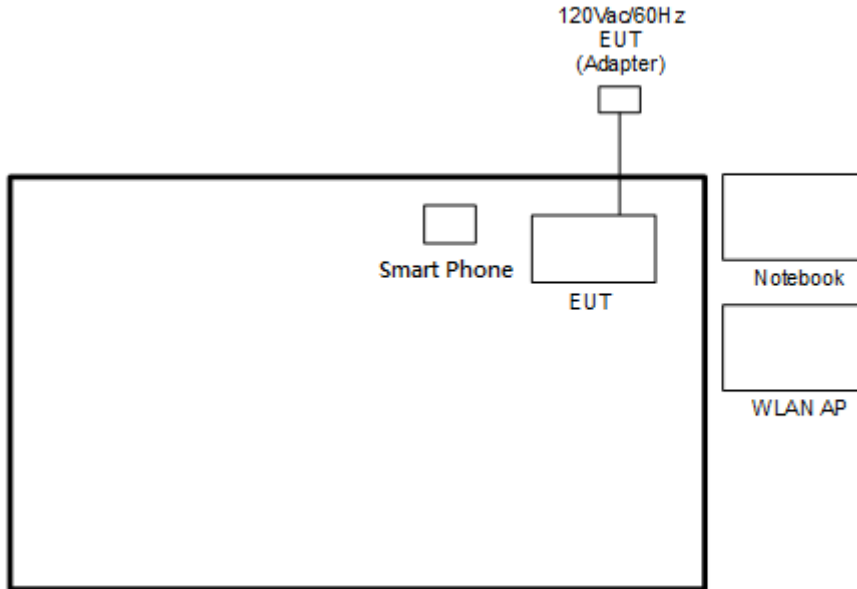 120Vac/60Hz
EUT
(Adapter)
Smart Phone
EUT
Notebook
WLAN AP